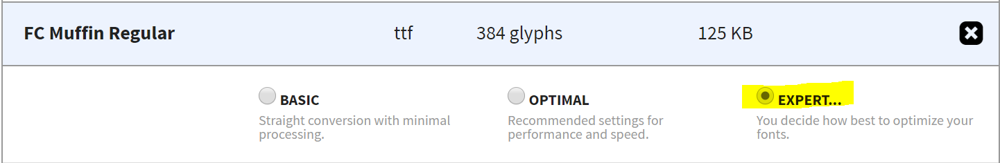 FC Muffin Regular ttf 384 glyphs 125 KB
BASIC OPTIMAL EXPERT...
Straight conversion with minimal processing.
Recommended settings for performance and speed.
You decide how best to optimize your fonts.